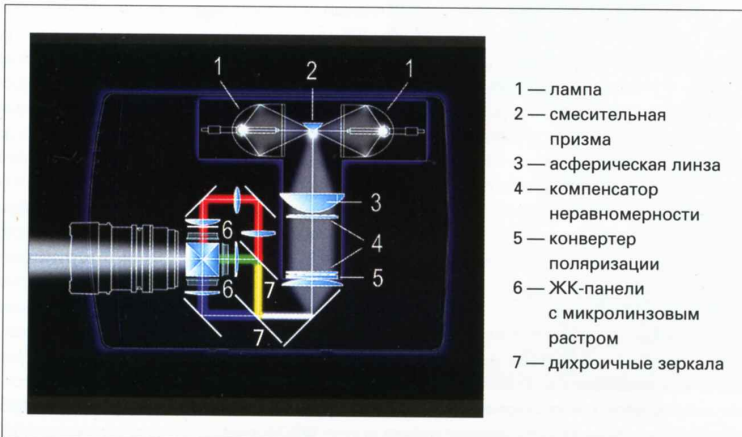 1
2
1
3
4
5
6
6
7
7
1 — лампа
2 — смесительная
призма
3 — асферическая линза
4 — компенсатор
неравномерности
5 — конвертер
поляризации
6 — ЖК-панели
с микролинзовым
растром
7 — дихроичные зеркала